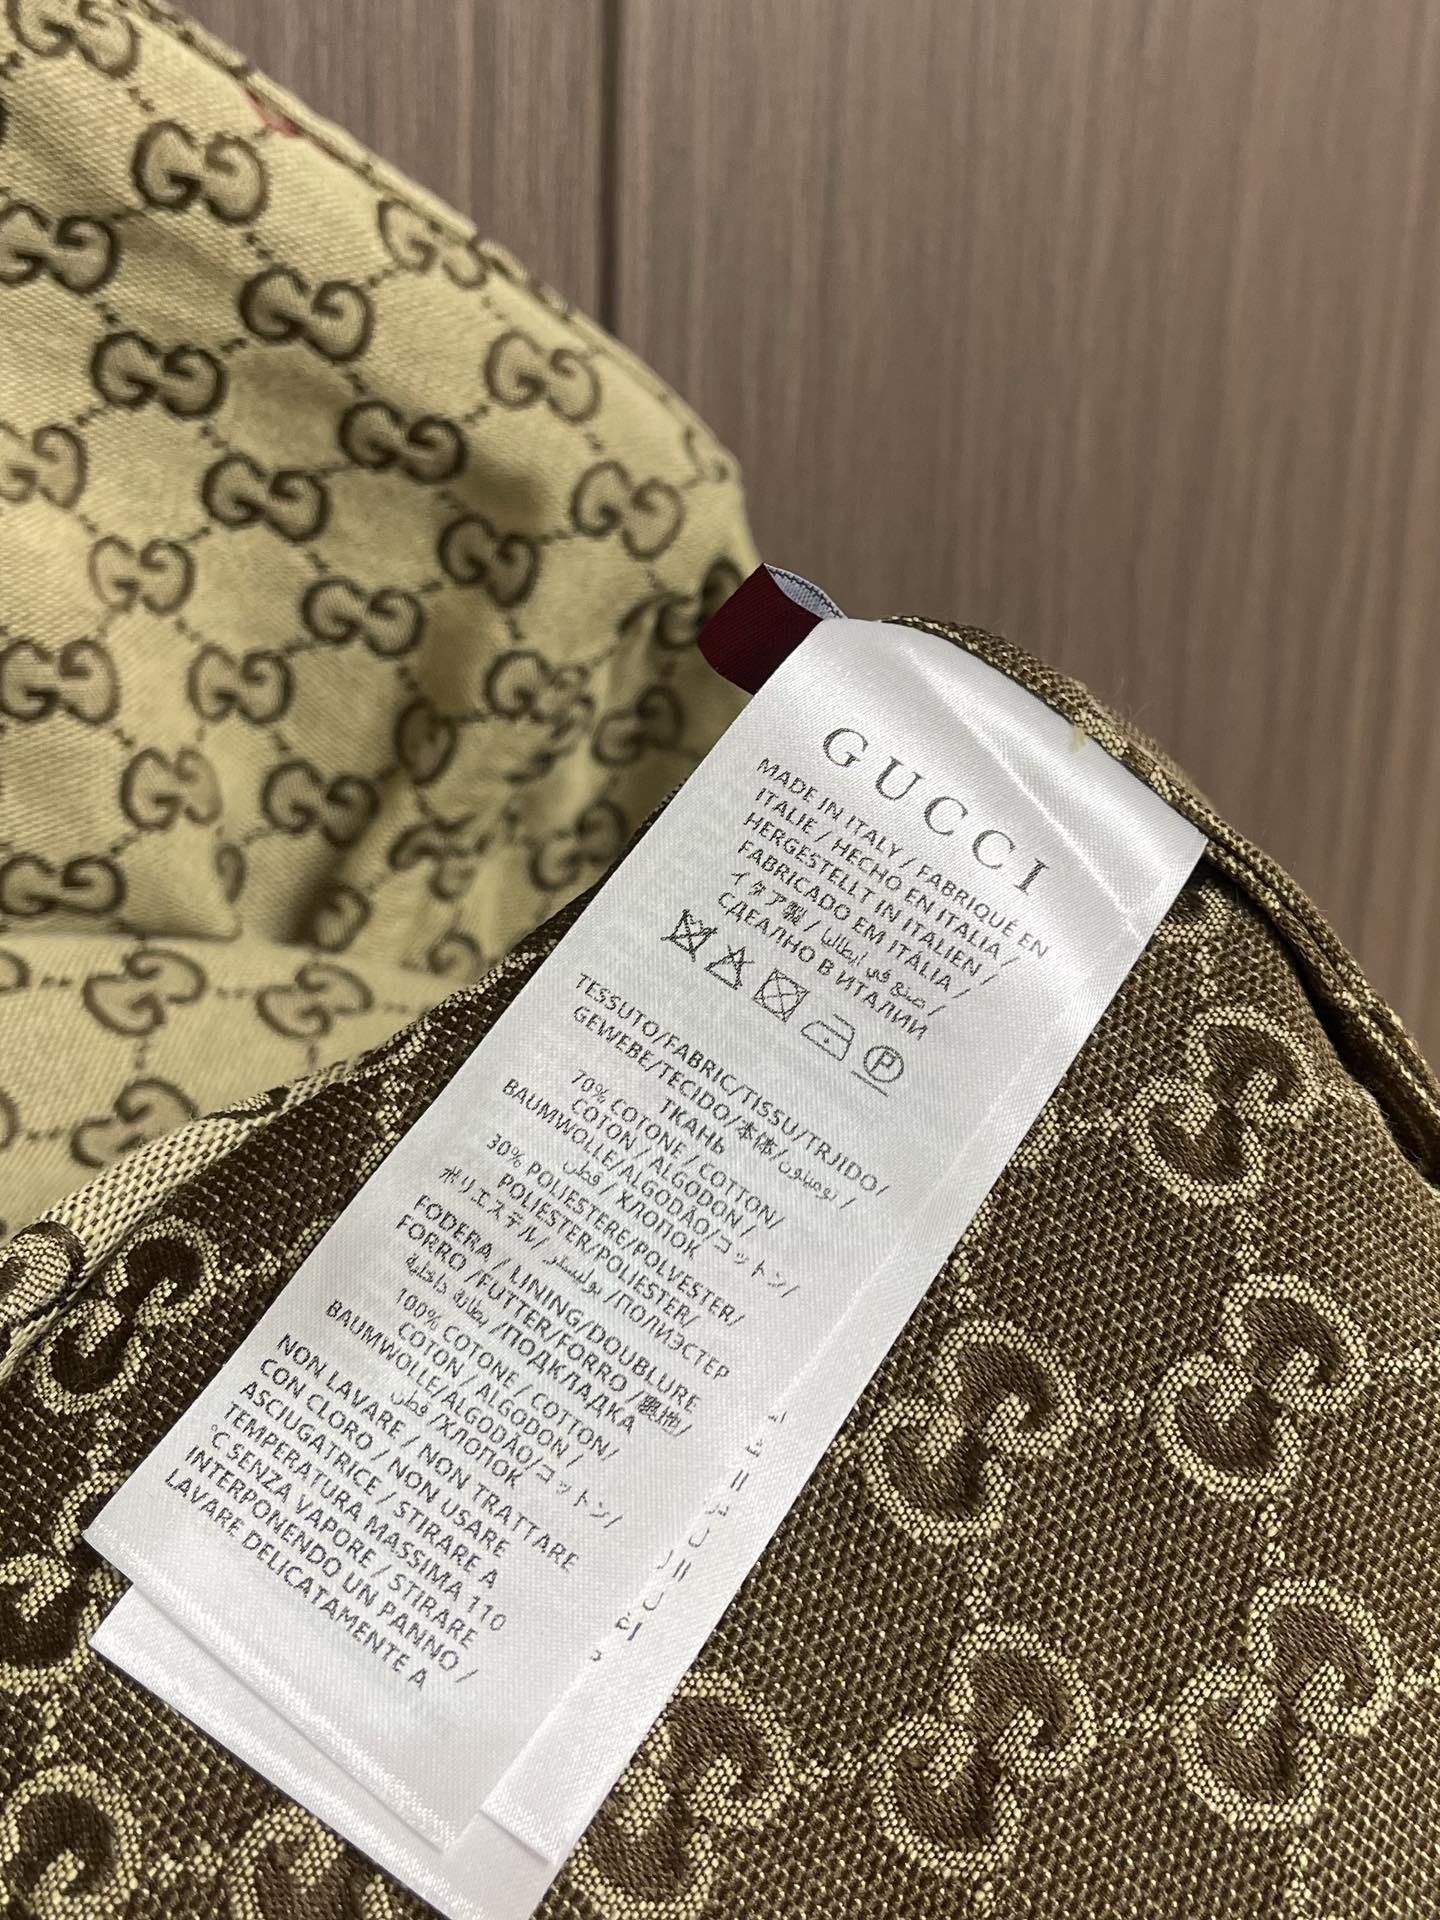 GUCCI
MADE IN ITALY / FABRIQUÉ EN
ITALIE / HECHO EN ITALIA /
HERGESTELLT IN ITALIEN /
FABRICADO EM ITÁLIA /
イタリア製 / صنع في إيطاليا /
СДЕЛАНО В ИТАЛИИ
P
TESSUTO/FABRIC/TISSU/TRJIDO/
GEWEBE/TECIDO/本体/
ТКАНЬ
70% COTONE / COTTON/
COTON / ALGODON /
BAUMWOLLE/ALGODÃO/コットン/
قطن / ХЛОПОК
30% POLIESTERE/POLVESTER/
POLIESTER/POLIESTER/
ポリエステル/ بوليستر /ПОЛИЭСТЕР
FODERA / LINING/DOUBLURE
FORRO /FUTTER/FORRO /裏地/
بطانة داخلية /ПОДКЛАДКА
100% COTONE / COTTON/
COTON / ALGODON /
BAUMWOLLE/ALGODÃO/コットン/
قطن /ХЛОПОК
NON LAVARE / NON TRATTARE
CON CLORO / NON USARE
ASCIUGATRICE / STIRARE A
TEMPERATURA MASSIMA 110
°C SENZA VAPORE / STIRARE
INTERPONENDO UN PANNO /
LAVARE DELICATAMENTE A